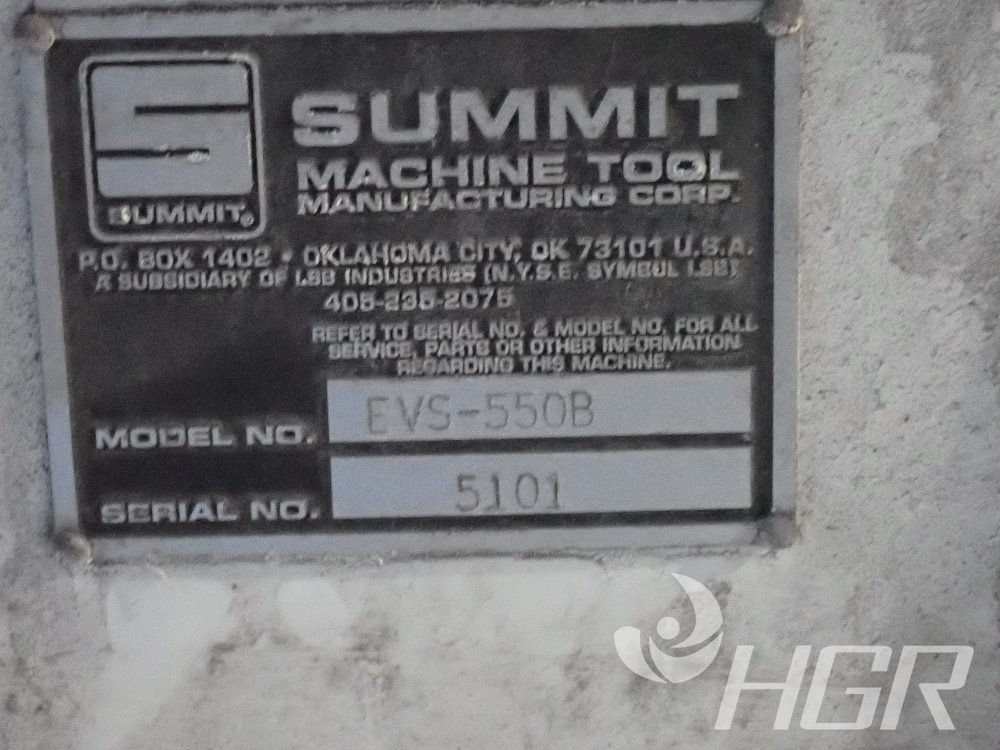 SUMMIT®
SUMMIT
MACHINE TOOL
MANUFACTURING CORP.
P.O. BOX 1402 • OKLAHOMA CITY, OK 73101 U.S.A.
A SUBSIDIARY OF LSB INDUSTRIES (N.Y.S.E. SYMBOL LSB)
405-235-2075
REFER TO SERIAL NO. & MODEL NO. FOR ALL
SERVICE, PARTS OR OTHER INFORMATION
REGARDING THIS MACHINE.
MODEL NO. EVS-550B
SERIAL NO. 5101
HGR